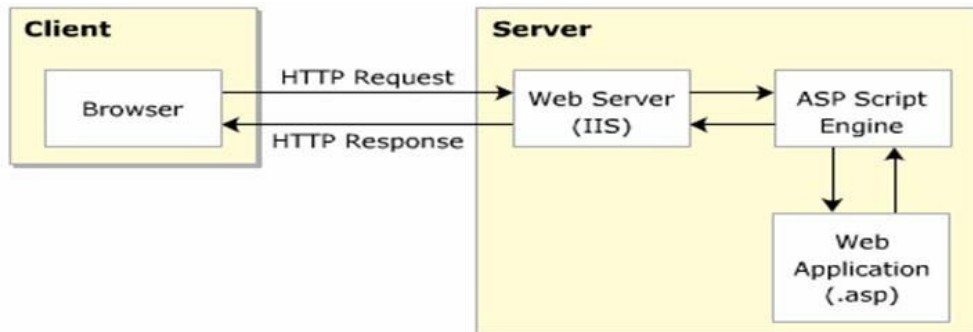 Client
Server
HTTP Request
Browser
Web Server
(IIS)
ASP Script
Engine
HTTP Response
Web
Application
(.asp)